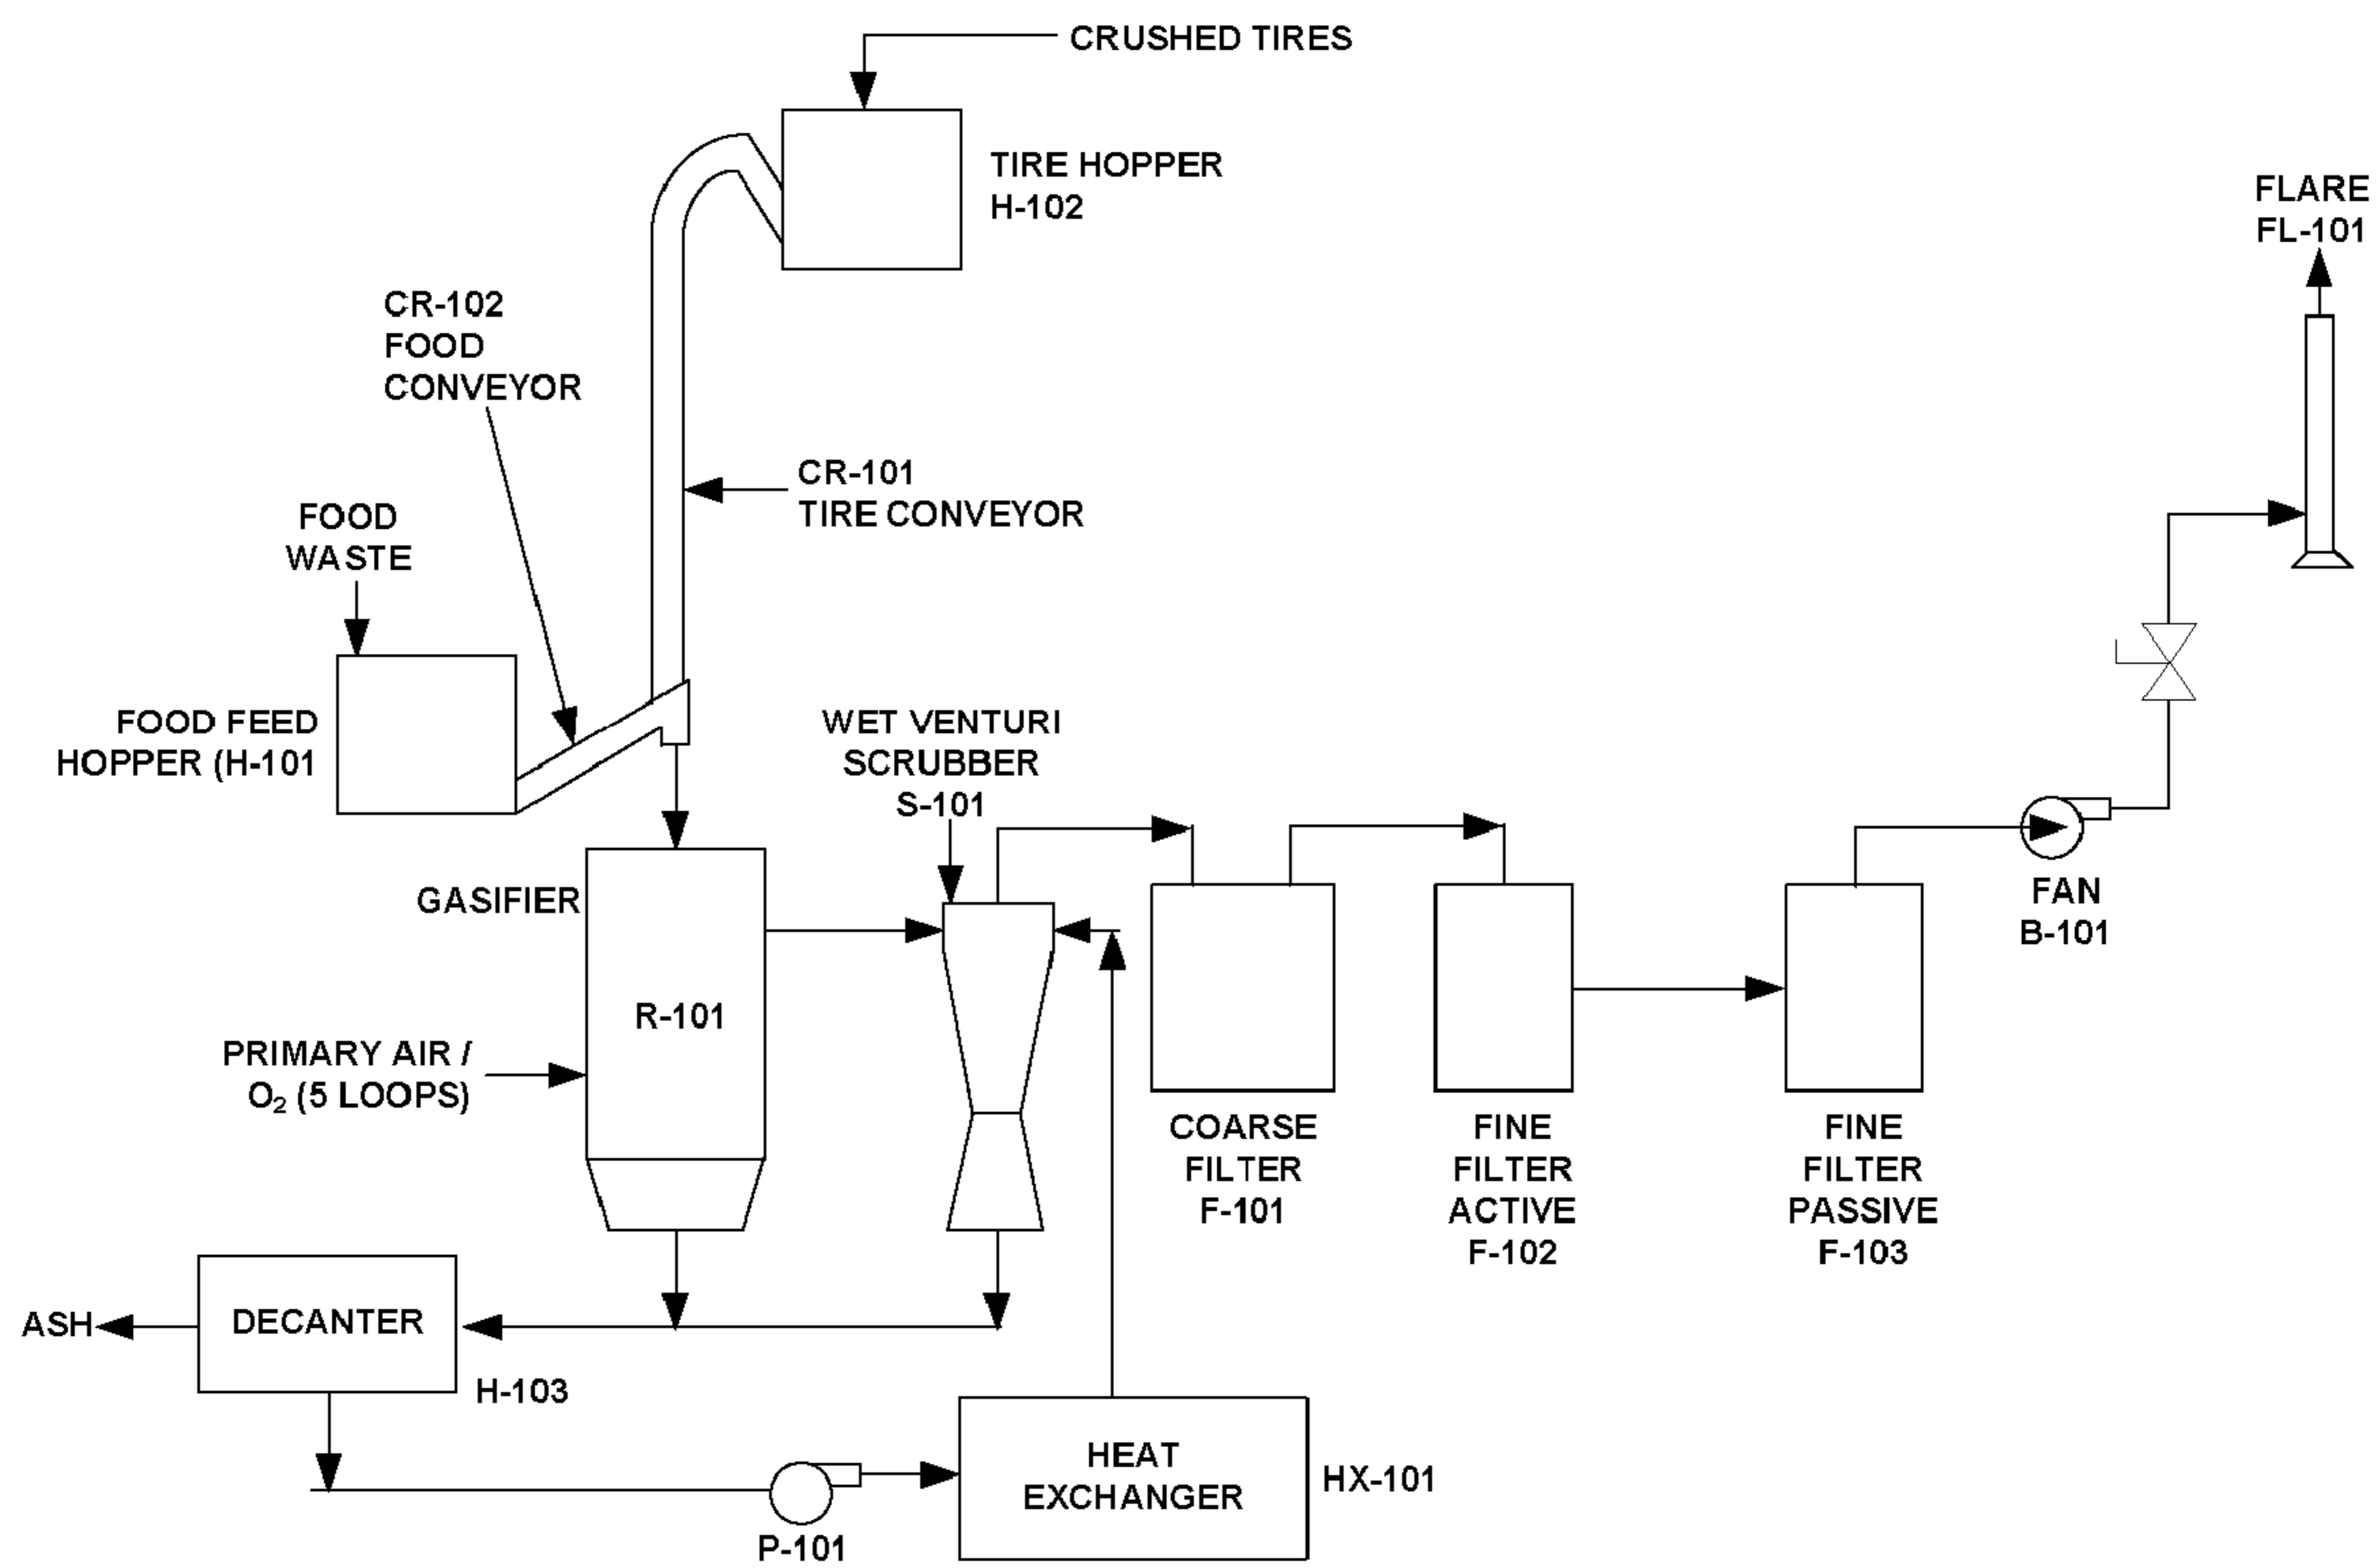 CRUSHED TIRES
TIRE HOPPER
H-102
FLARE
FL-101
CR-102
FOOD
CONVEYOR
CR-101
TIRE CONVEYOR
FOOD
WASTE
FOOD FEED
HOPPER (H-101
WET VENTURI
SCRUBBER
S-101
GASIFIER
R-101
PRIMARY AIR /
O₂ (5 LOOPS)
FAN
B-101
COARSE
FILTER
F-101
FINE
FILTER
ACTIVE
F-102
FINE
FILTER
PASSIVE
F-103
ASH
DECANTER
H-103
HEAT
EXCHANGER
HX-101
P-101